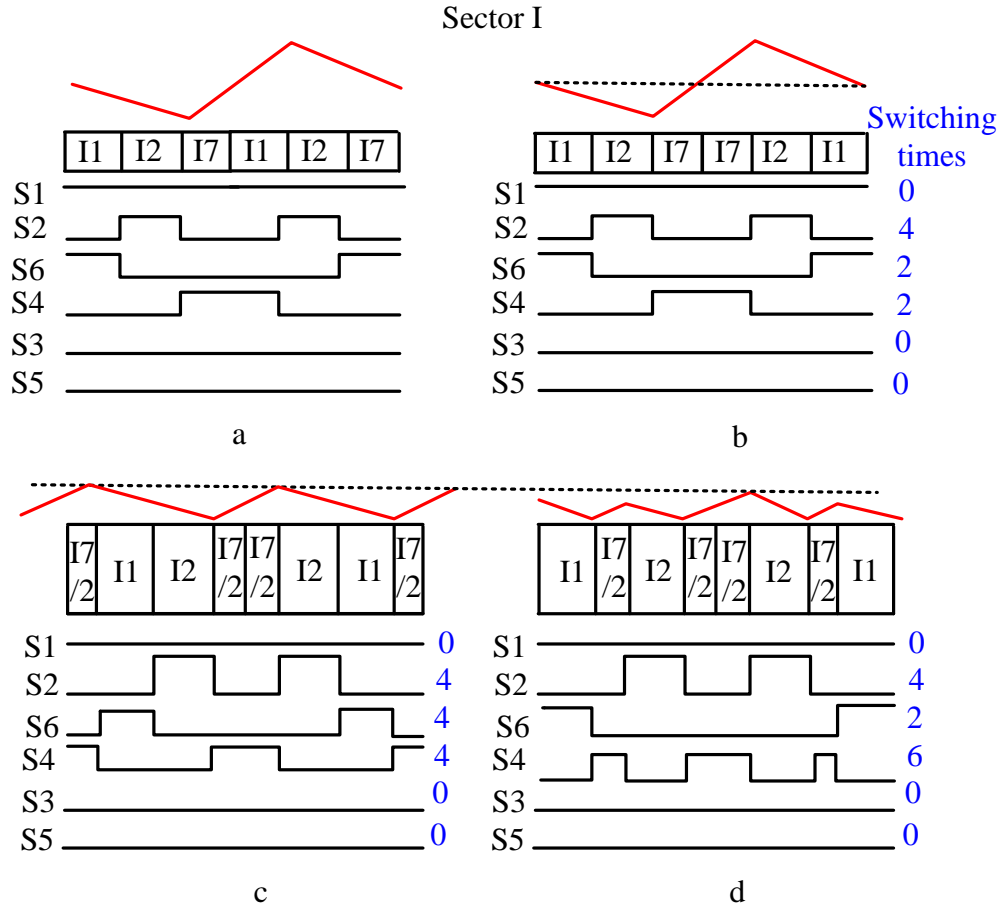 Sector I
I1 I2 I7 I1 I2 I7
S1
S2
S6
S4
S3
S5
a
I1 I2 I7 I7 I2 I1
Switching
times
S1 0
S2 4
S6 2
S4 2
S3 0
S5 0
b
I7/2 I1 I2 I7/2 I7/2 I2 I1 I7/2
S1 0
S2 4
S6 4
S4 4
S3 0
S5 0
c
I1 I7/2 I2 I7/2 I7/2 I2 I7/2 I1
S1 0
S2 4
S6 2
S4 6
S3 0
S5 0
d